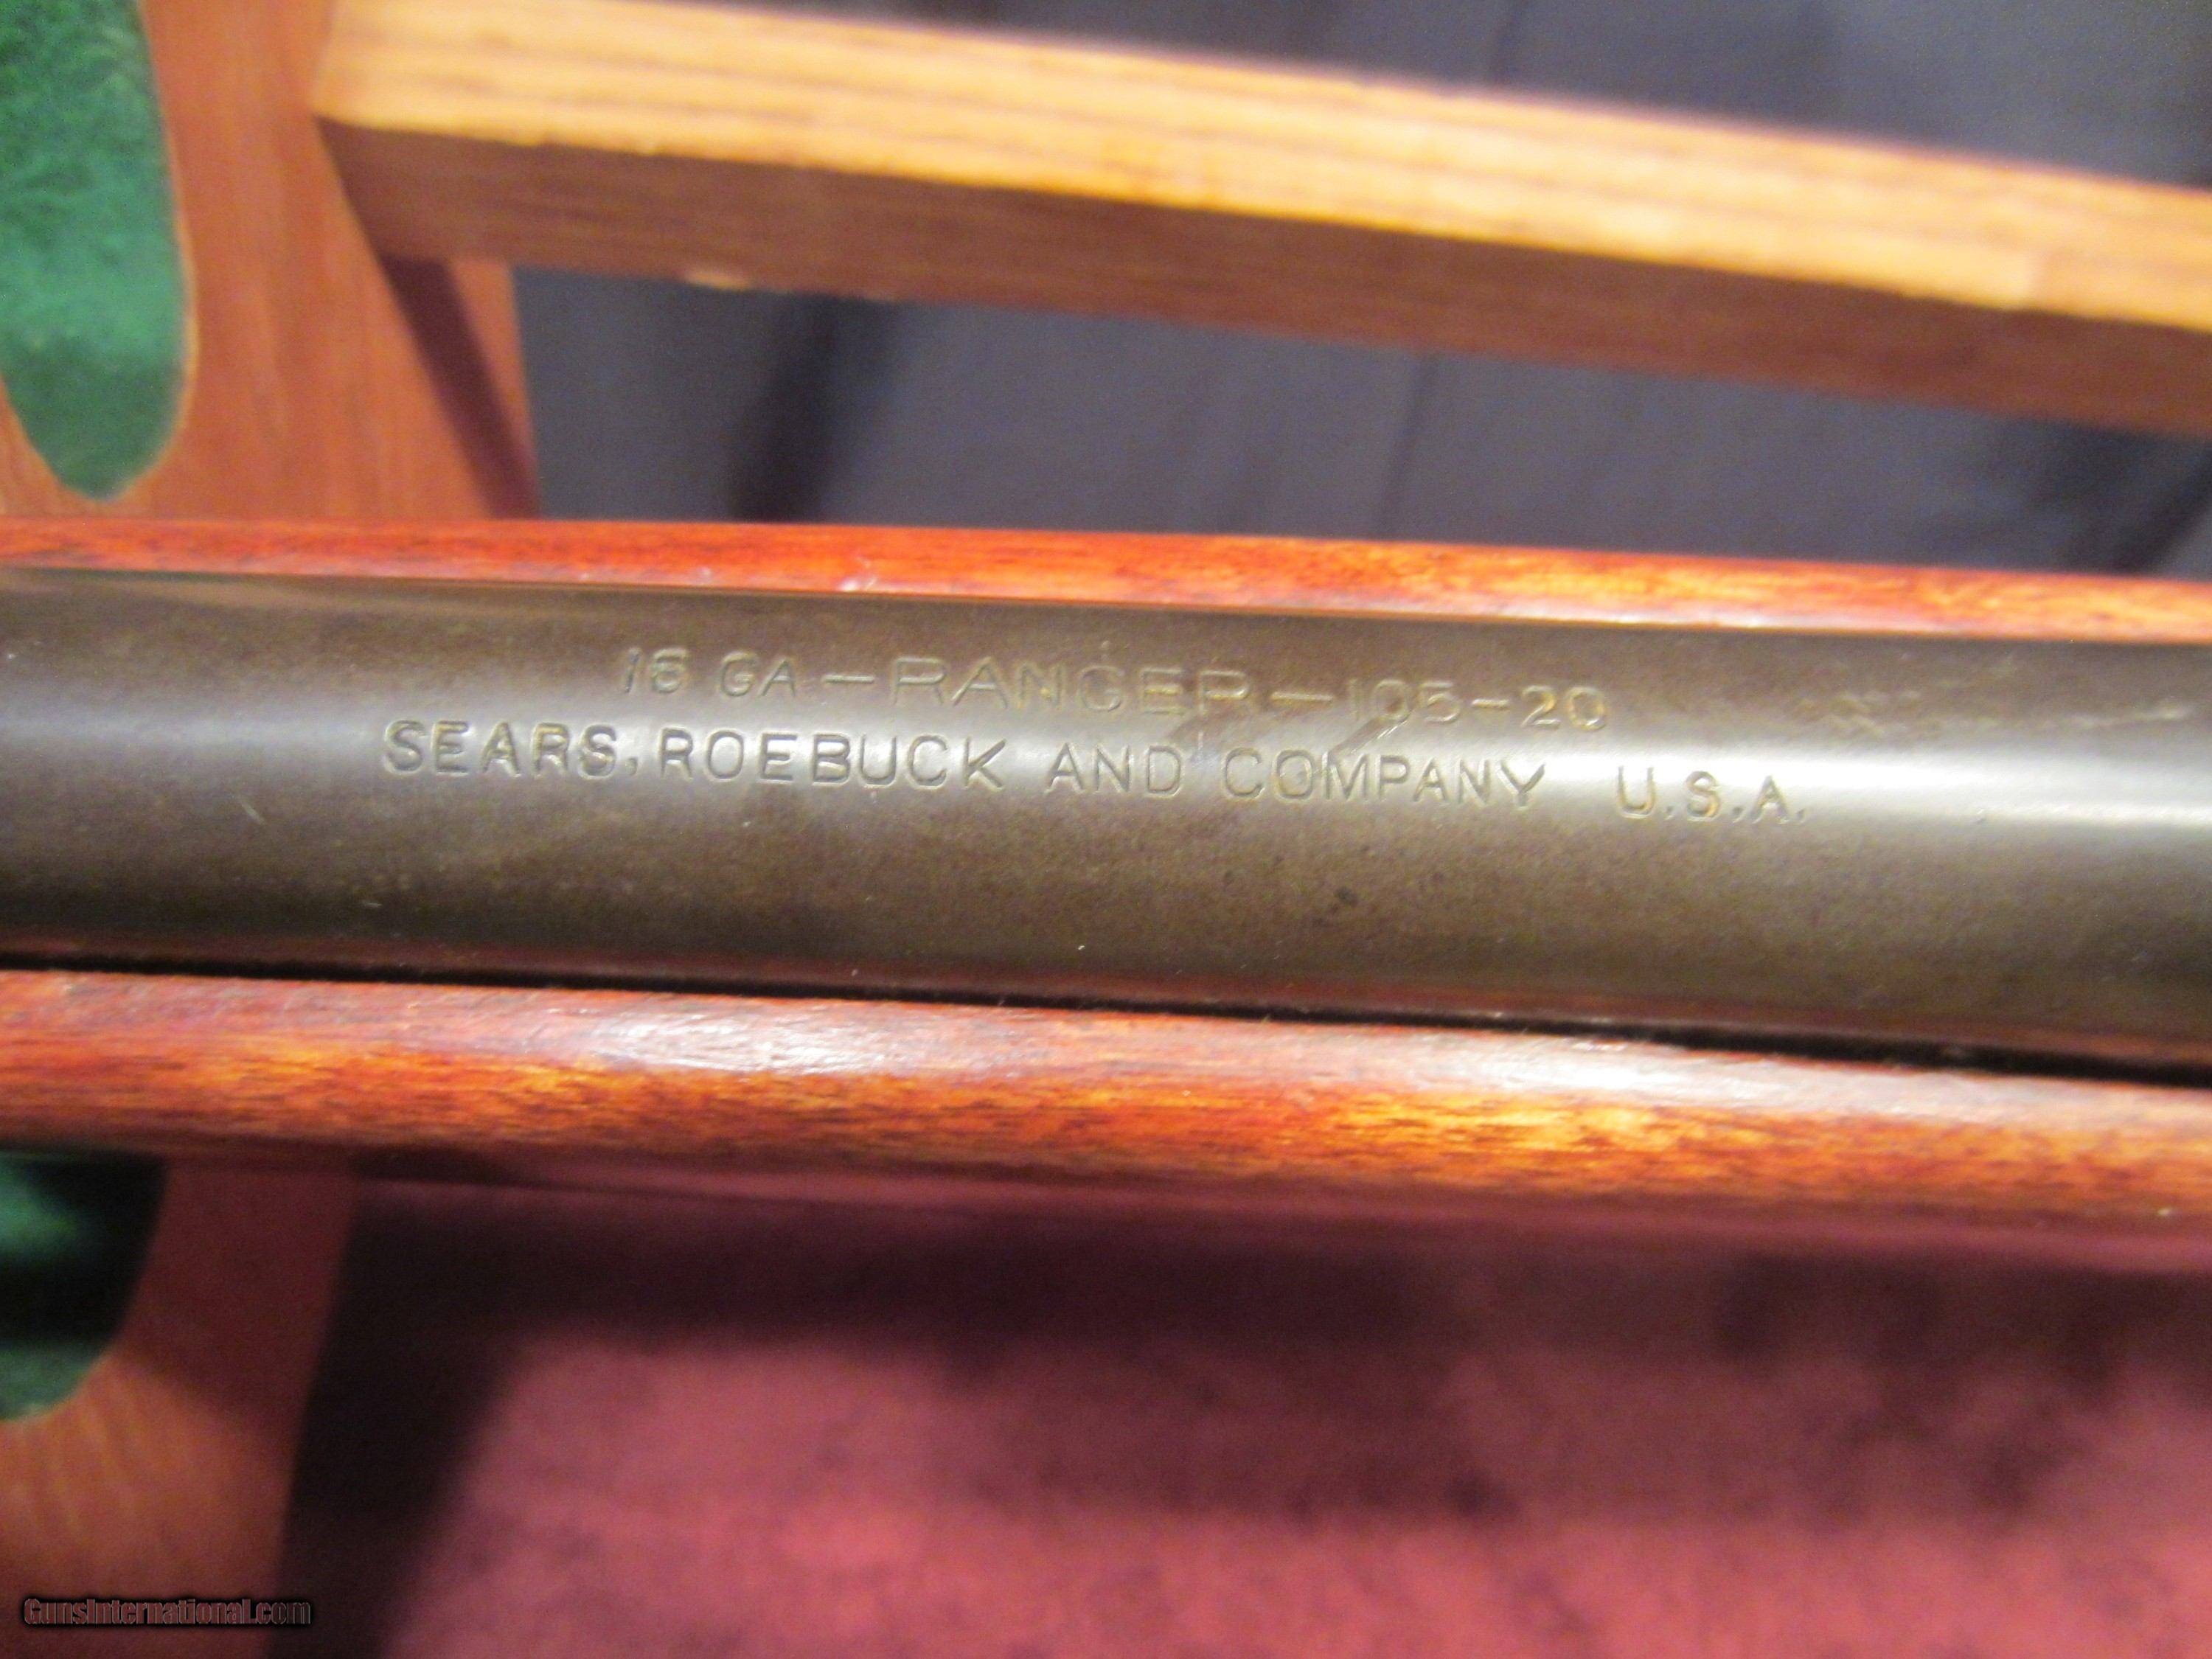 16 GA — RANGER — 105-20
SEARS, ROEBUCK AND COMPANY U.S.A.
GunsInternational.com